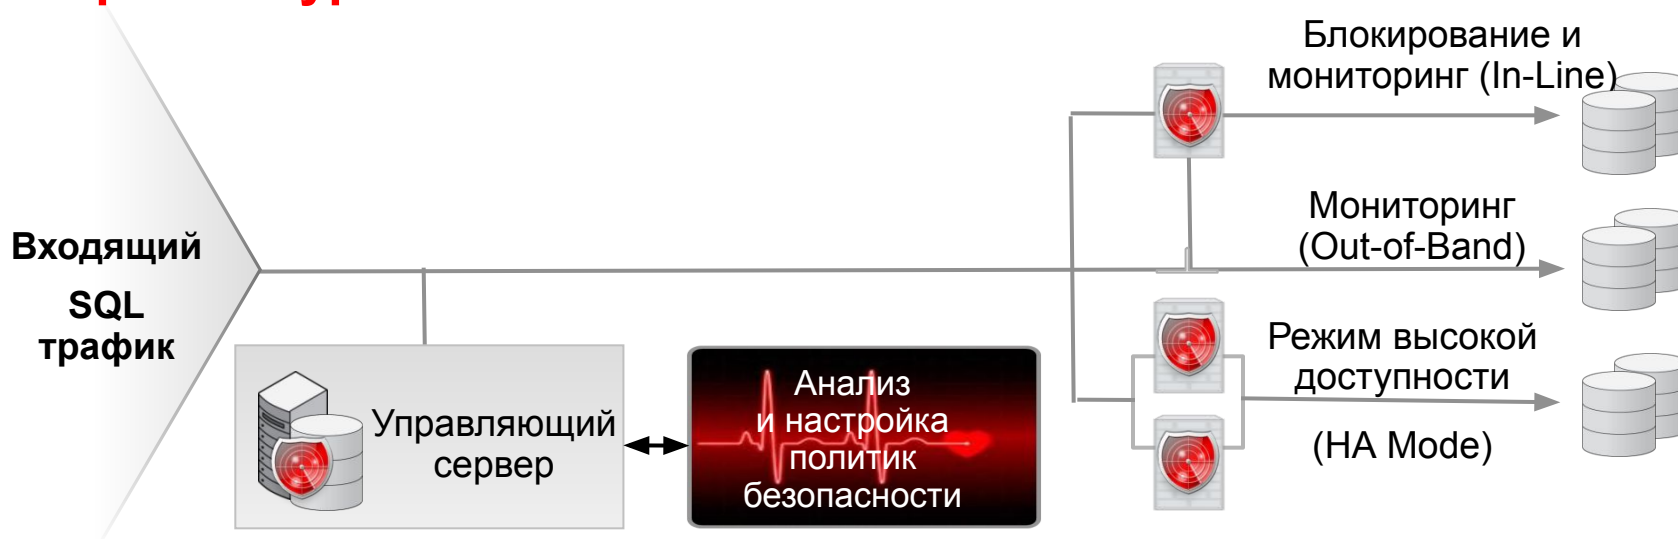 Входящий
SQL
трафик
Управляющий
сервер
Анализ
и настройка
политик
безопасности
Блокирование и
мониторинг (In-Line)
Мониторинг
(Out-of-Band)
Режим высокой
доступности
(HA Mode)